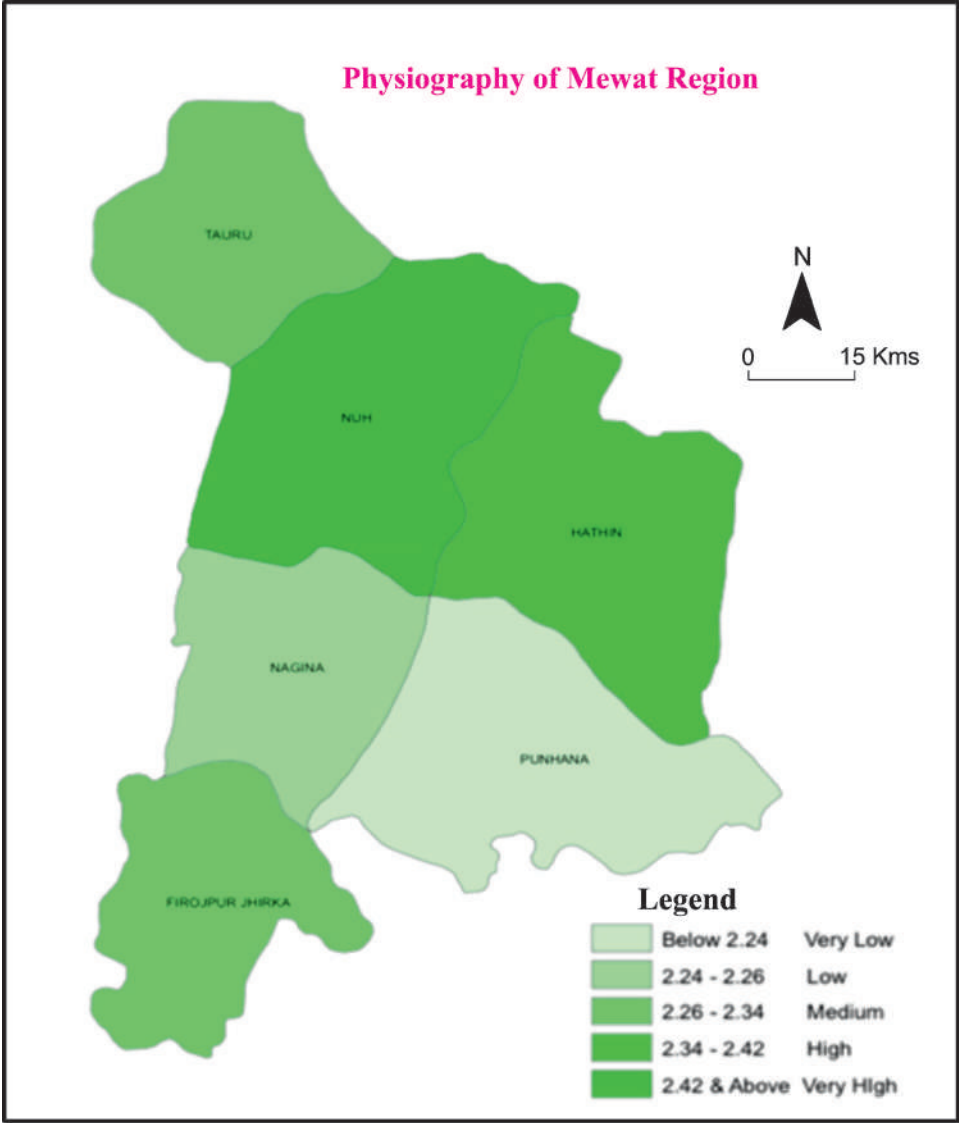 Physiography of Mewat Region
TAURU
N
0 15 Kms
NUH
HATHIN
NAGINA
PUNHANA
FIROJPUR JHIRKA
Legend
Below 2.24 Very Low
2.24 - 2.26 Low
2.26 - 2.34 Medium
2.34 - 2.42 High
2.42 & Above Very HIgh